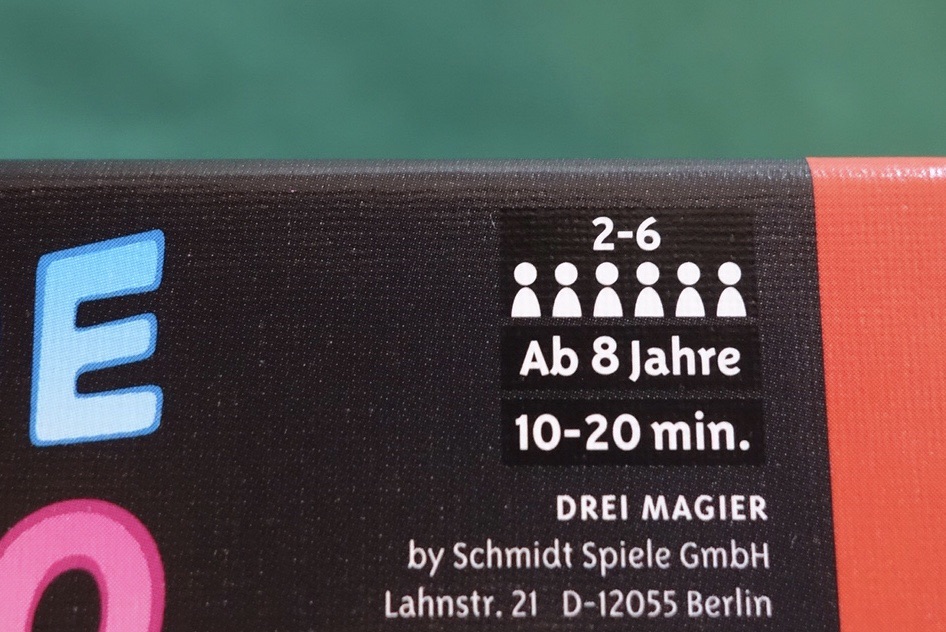 E
2-6
Ab 8 Jahre
10-20 min.
DREI MAGIER
by Schmidt Spiele GmbH
Lahnstr. 21 D-12055 Berlin